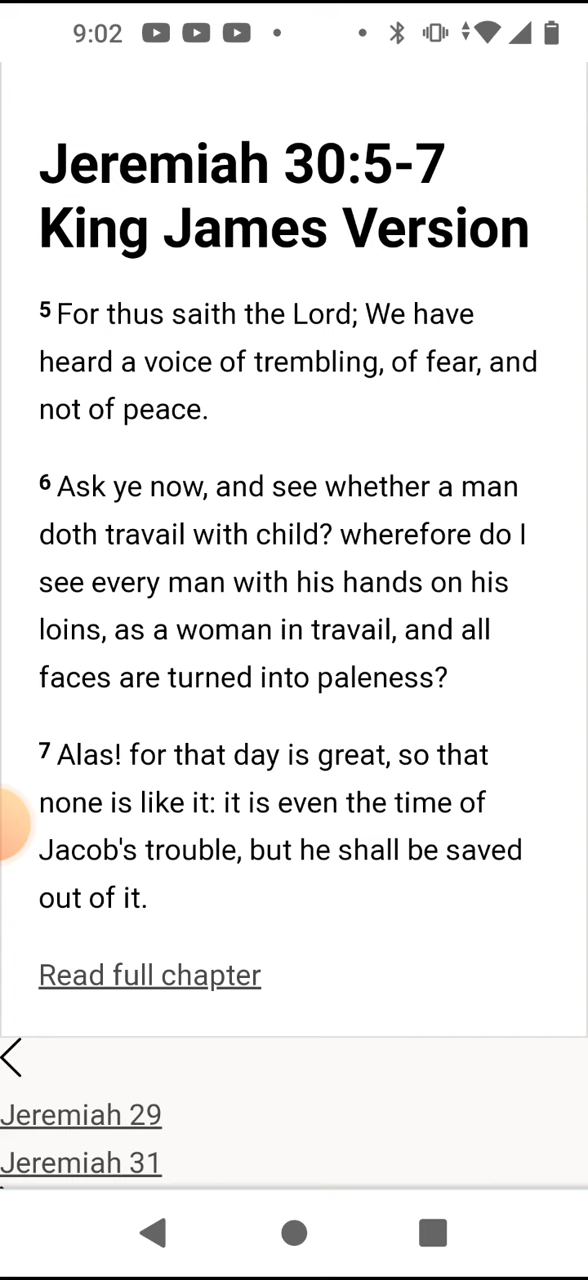 9:02
Jeremiah 30:5-7
King James Version
5 For thus saith the Lord; We have
heard a voice of trembling, of fear, and
not of peace.
6 Ask ye now, and see whether a man
doth travail with child? wherefore do I
see every man with his hands on his
loins, as a woman in travail, and all
faces are turned into paleness?
7 Alas! for that day is great, so that
none is like it: it is even the time of
Jacob's trouble, but he shall be saved
out of it.
Read full chapter
Jeremiah 29
Jeremiah 31